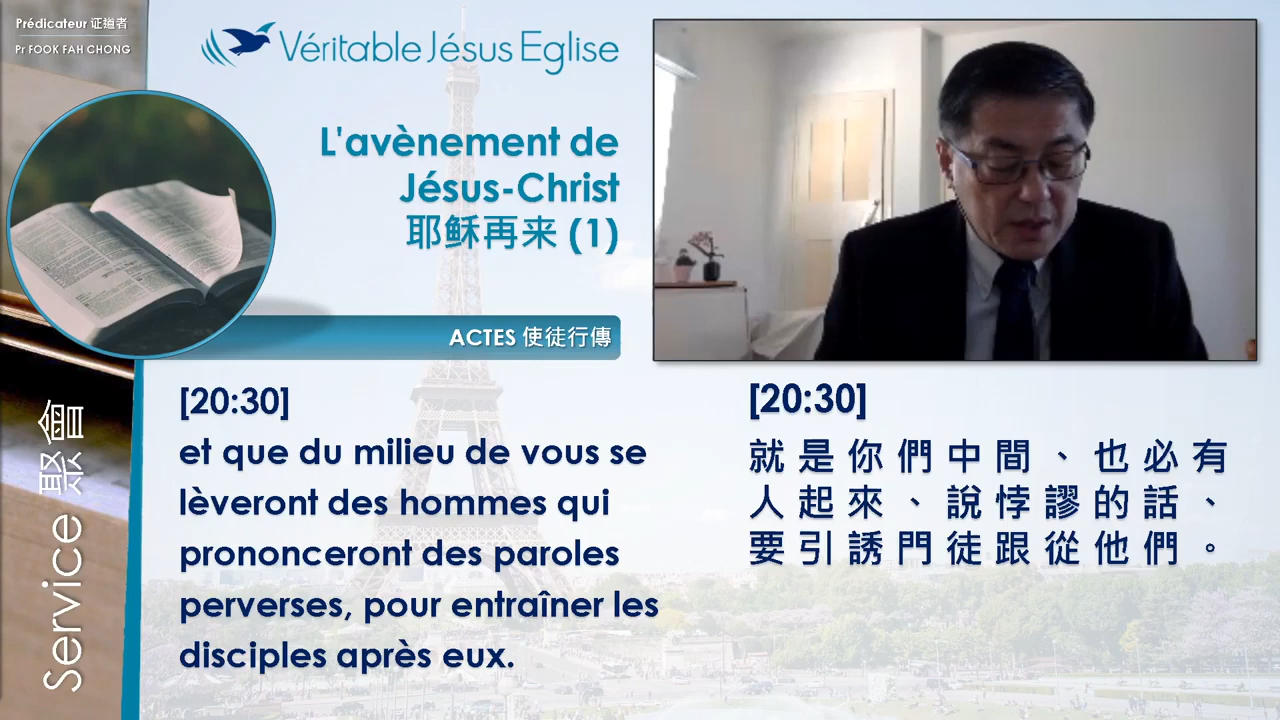 Prédicateur 证道者
Pr FOOK FAH CHONG
Véritable Jésus Eglise
L'avènement de
Jésus-Christ
耶稣再来 (1)
ACTES 使徒行傳
Service 聚會
[20:30]
et que du milieu de vous se
lèveront des hommes qui
prononceront des paroles
perverses, pour entraîner les
disciples après eux.
[20:30]
就是你們中間、也必有
人起來、說悖謬的話、
要引誘門徒跟從他們。